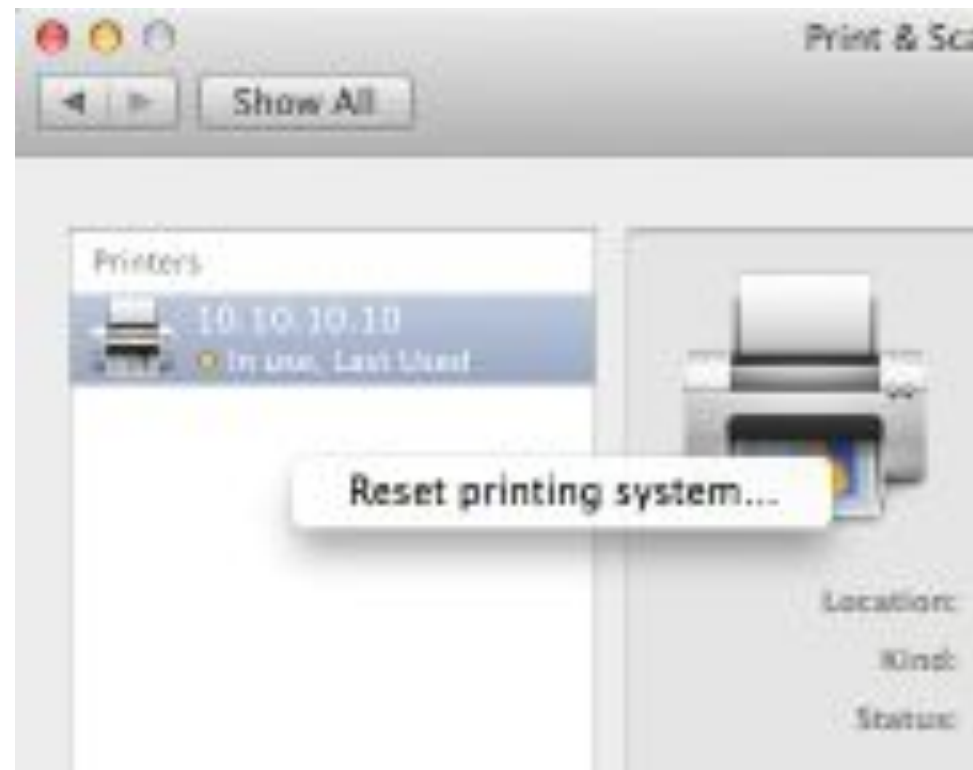 Print & Sca
Show All
Printers
10.10.10.10
In use, Last Used
Reset printing system...
Location:
Kind:
Status: